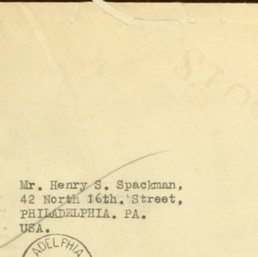 Mr. Henry S. Spackman,
42 North 16th. Street,
PHILADELPHIA. PA.
USA.
ADELPHIA